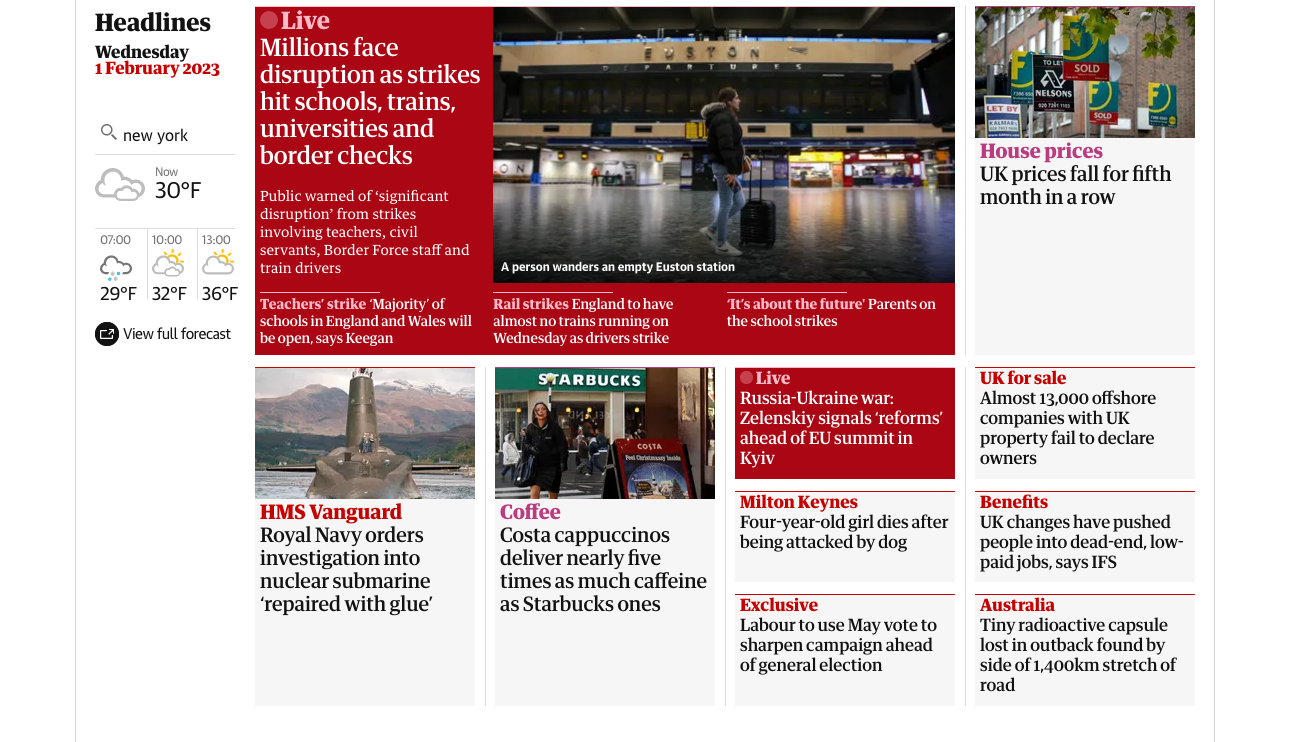 Headlines
Wednesday
1 February 2023
new york
Now
30°F
07:00
10:00
13:00
29°F
32°F
36°F
View full forecast
Live
Millions face
disruption as strikes
hit schools, trains,
universities and
border checks
Public warned of ‘significant
disruption’ from strikes
involving teachers, civil
servants, Border Force staff and
train drivers
EUSTON
DEPARTURES
A person wanders an empty Euston station
Teachers’ strike ‘Majority’ of
schools in England and Wales will
be open, says Keegan
Rail strikes England to have
almost no trains running on
Wednesday as drivers strike
‘It’s about the future’ Parents on
the school strikes
TO LET
SOLD
NELSONS
LET BY
KALMARS
SOLD
House prices
UK prices fall for fifth
month in a row
HMS Vanguard
Royal Navy orders
investigation into
nuclear submarine
‘repaired with glue’
STARBUCKS
COSTA
Feel Christmassy Inside
Coffee
Costa cappuccinos
deliver nearly five
times as much caffeine
as Starbucks ones
Live
Russia-Ukraine war:
Zelenskiy signals ‘reforms’
ahead of EU summit in
Kyiv
Milton Keynes
Four-year-old girl dies after
being attacked by dog
Exclusive
Labour to use May vote to
sharpen campaign ahead
of general election
UK for sale
Almost 13,000 offshore
companies with UK
property fail to declare
owners
Benefits
UK changes have pushed
people into dead-end, low-
paid jobs, says IFS
Australia
Tiny radioactive capsule
lost in outback found by
side of 1,400km stretch of
road